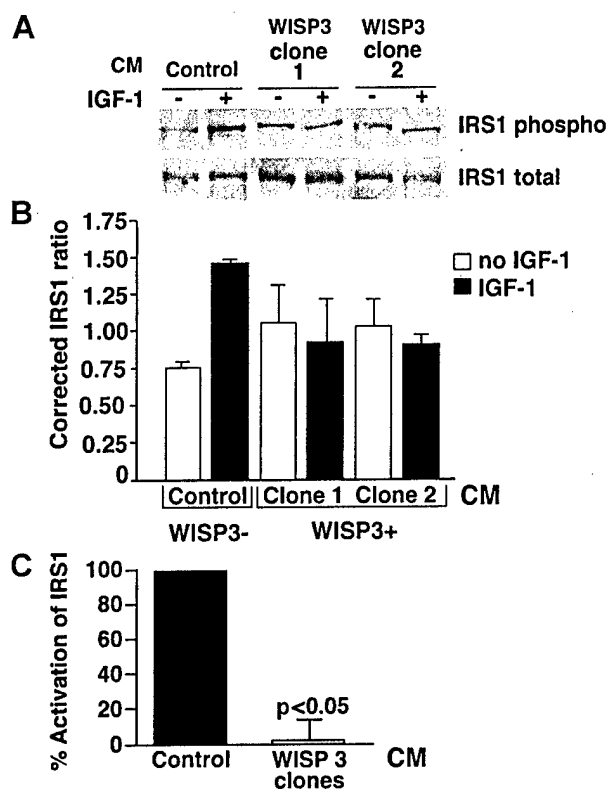 A
WISP3 clone 1
WISP3 clone 2
CM
Control
IGF-1
- + - + - +
IRS1 phospho
IRS1 total
B
Corrected IRS1 ratio
1.75
1.50
1.25
1.00
0.75
0.50
0.25
0
no IGF-1
IGF-1
Control
Clone 1
Clone 2
CM
WISP3-
WISP3+
C
% Activation of IRS1
100
80
60
40
20
0
p<0.05
Control
WISP 3 clones
CM